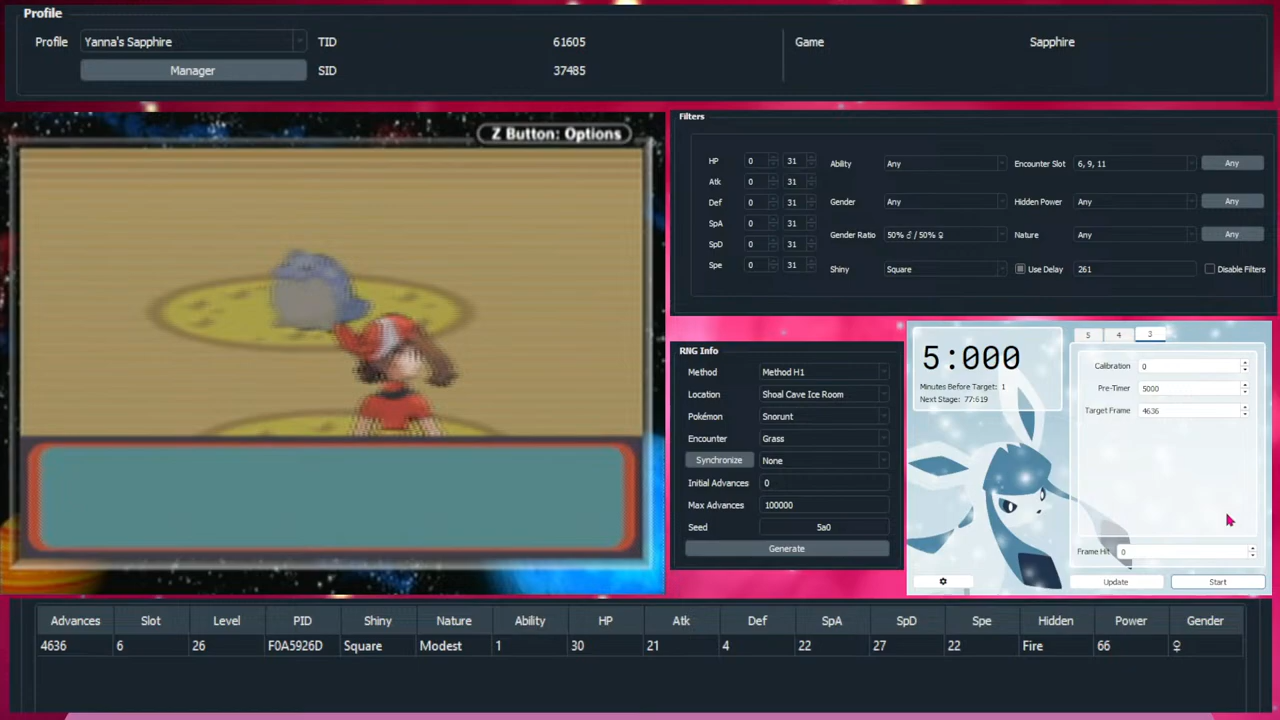 Profile
Profile Yanna's Sapphire TID 61605 Game Sapphire
Manager SID 37485
Z Button: Options
Filters
HP 0 31 Ability Any Encounter Slot 6, 9, 11 Any
Atk 0 31
Def 0 31 Gender Any Hidden Power Any Any
SpA 0 31
SpD 0 31 Gender Ratio 50% ♂ / 50% ♀ Nature Any Any
Spe 0 31 Shiny Square Use Delay 261 Disable Filters
RNG Info
Method Method H1
Location Shoal Cave Ice Room
Pokémon Snorunt
Encounter Grass
Synchronize None
Initial Advances 0
Max Advances 100000
Seed 5a0
Generate
5:000
Minutes Before Target: 1
Next Stage: 77:619
5 4 3
Calibration 0
Pre-Timer 5000
Target Frame 4636
Frame Hit 0
Update Start
Advances Slot Level PID Shiny Nature Ability HP Atk Def SpA SpD Spe Hidden Power Gender
4636 6 26 F0A5926D Square Modest 1 30 21 4 22 27 22 Fire 66 ♀